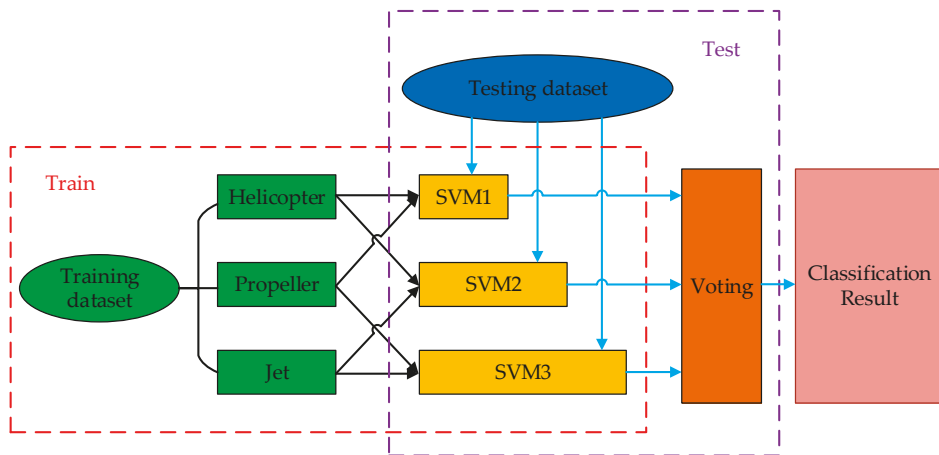 Test
Testing dataset
Train
Helicopter
SVM1
Training
dataset
Propeller
SVM2
Voting
Classification
Result
Jet
SVM3